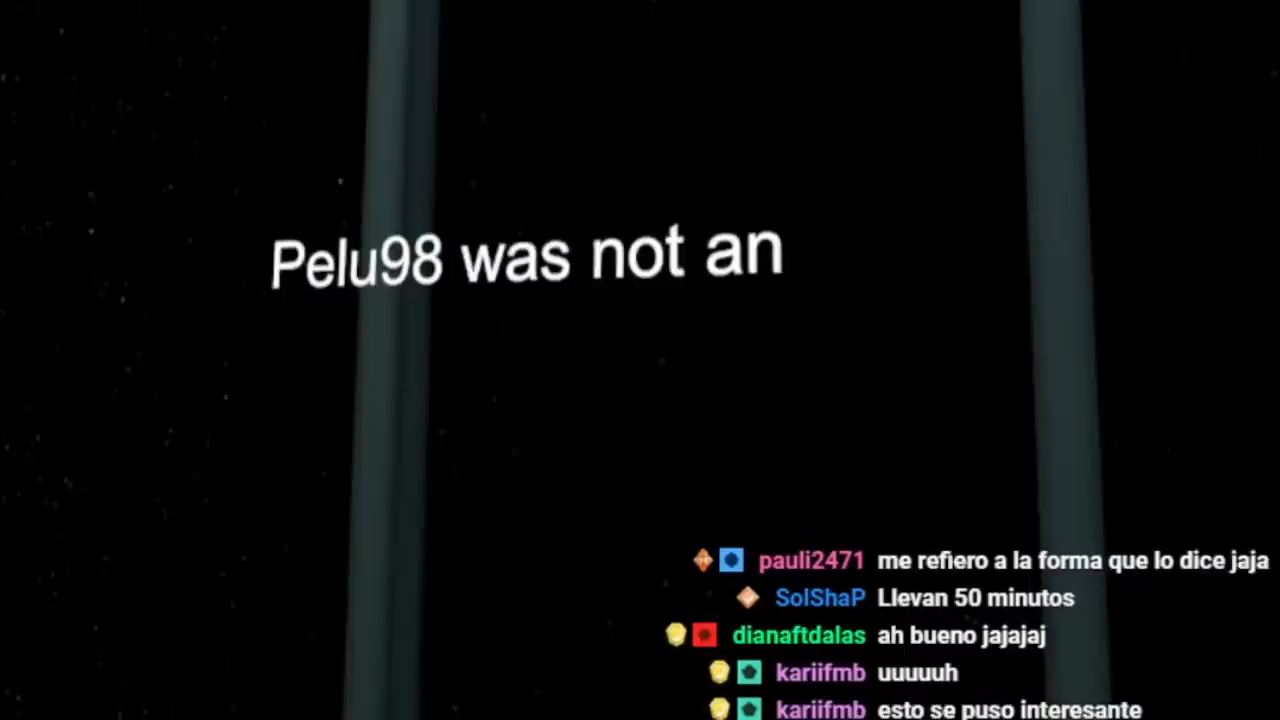 Pelu98 was not an
pauli2471 me refiero a la forma que lo dice jaja
SolShaP Llevan 50 minutos
dianaftdalas ah bueno jajajaj
kariifmb uuuuuh
kariifmb esto se puso interesante